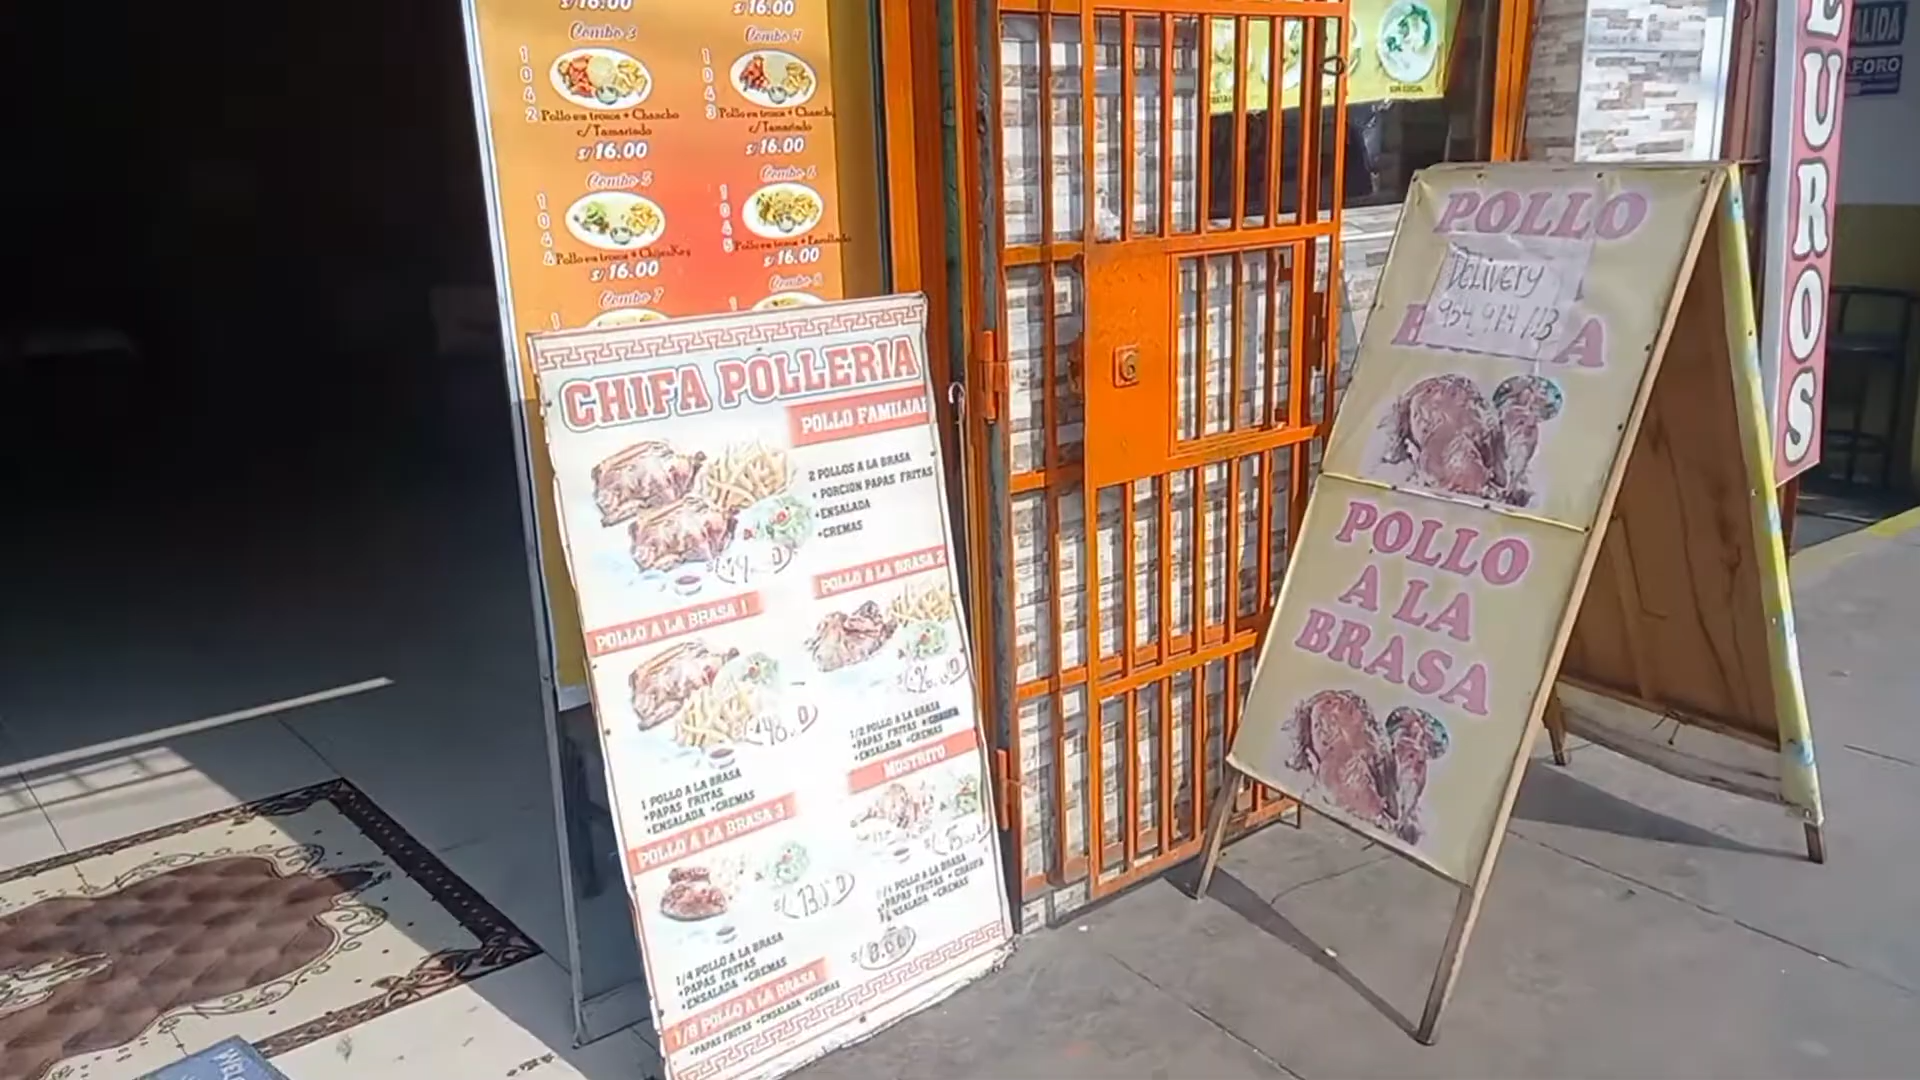 S/16.00
S/16.00
Combo 3
Combo 4
1042
1043
Pollo en trozos + Chancho
c/Tamarindo
S/16.00
Pollo en trozos + Chancho
c/Tamarindo
S/16.00
Combo 5
Combo 6
1044
1045
Pollo en trozos + ChijauKay
S/16.00
Pollo en trozos + Enrollado
S/16.00
Combo 7
Combo 8
CHIFA POLLERIA
POLLO FAMILIAR
2 POLLOS A LA BRASA
+ PORCION PAPAS FRITAS
+ENSALADA
+CREMAS
POLLO A LA BRASA 1
1 POLLO A LA BRASA
+PAPAS FRITAS
+ENSALADA +CREMAS
POLLO A LA BRASA 2
1/2 POLLO A LA BRASA
+PAPAS FRITAS +CHAUFA
+ENSALADA +CREMAS
POLLO A LA BRASA 3
1/4 POLLO A LA BRASA
+PAPAS FRITAS
+ENSALADA +CREMAS
MOSTRITO
POLLO A LA BRASA
+PAPAS FRITAS + CHAUFA
ENSALADA + CREMAS
S/ 8.00
1/8 POLLO A LA BRASA
+PAPAS FRITAS +ENSALADA +CREMAS
POLLO
Delivery
A
POLLO
A LA
BRASA
EUROS
AFORO